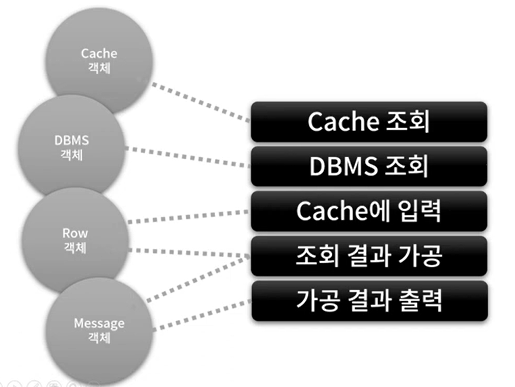 Cache
객체
DBMS
객체
Row
객체
Message
객체
Cache 조회
DBMS 조회
Cache에 입력
조회 결과 가공
가공 결과 출력